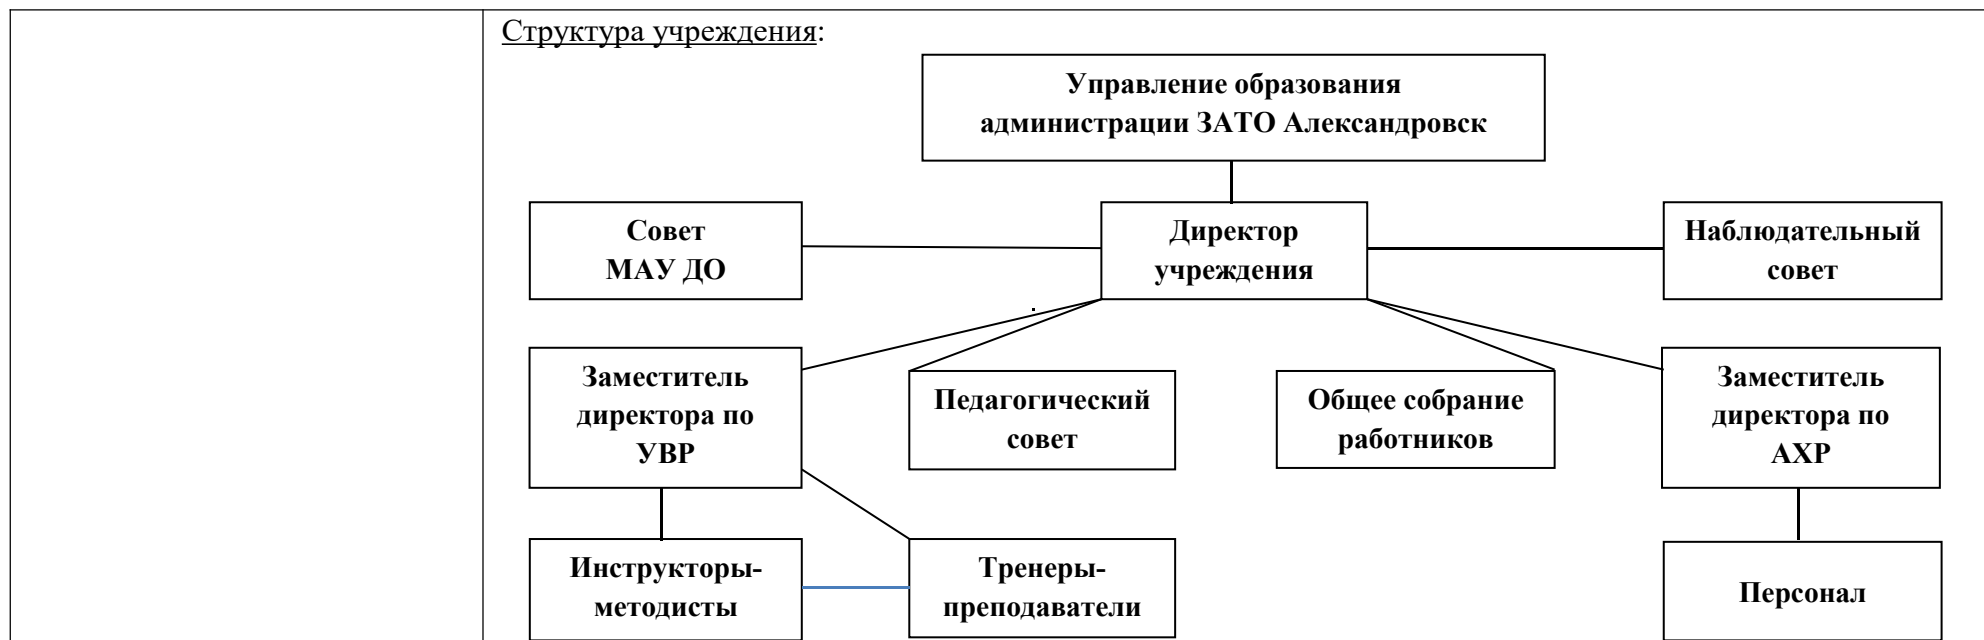 Структура учреждения:
Управление образования
администрации ЗАТО Александровск
Совет
МАУ ДО
Директор
учреждения
Наблюдательный
совет
Заместитель
директора по
УВР
Педагогический
совет
Общее собрание
работников
Заместитель
директора по
АХР
Инструкторы-
методисты
Тренеры-
преподаватели
Персонал